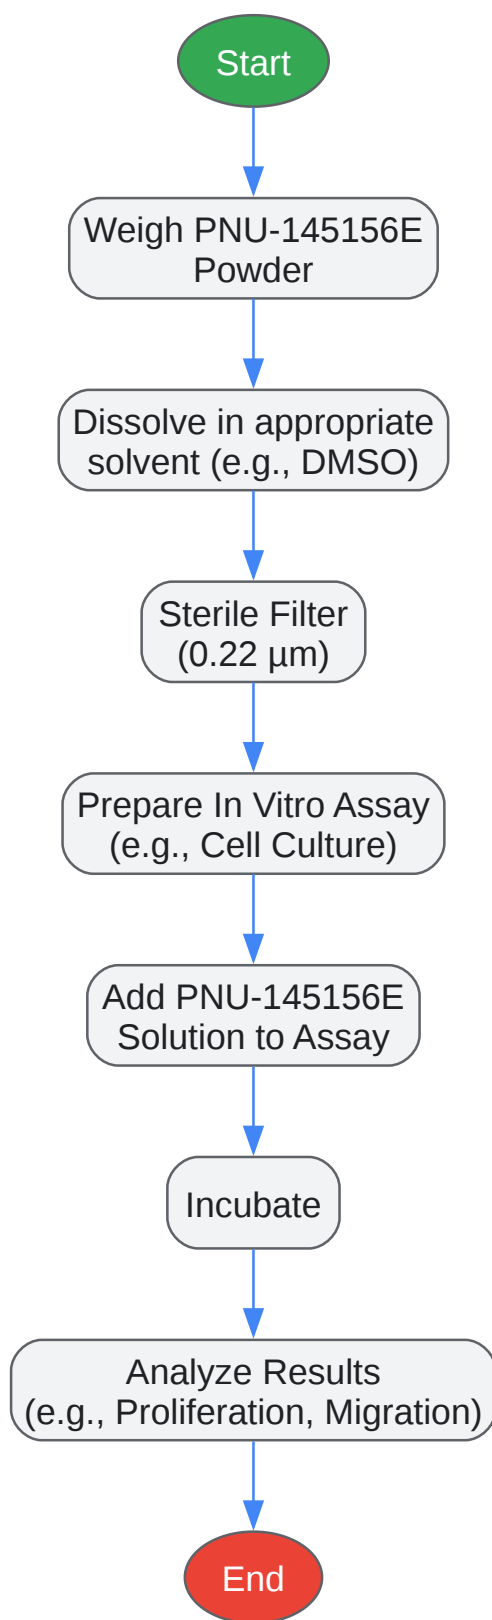 Start
Weigh PNU-145156E
Powder
Dissolve in appropriate
solvent (e.g., DMSO)
Sterile Filter
(0.22 µm)
Prepare In Vitro Assay
(e.g., Cell Culture)
Add PNU-145156E
Solution to Assay
Incubate
Analyze Results
(e.g., Proliferation, Migration)
End